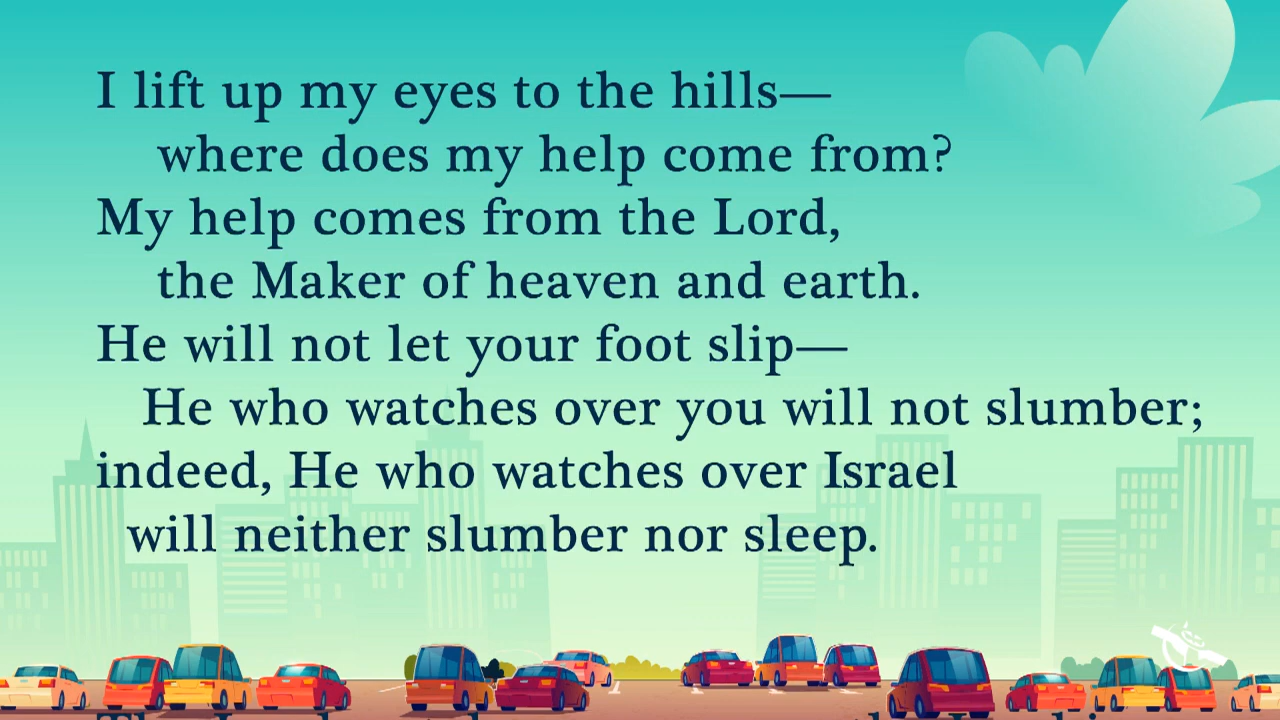 I lift up my eyes to the hills—
where does my help come from?
My help comes from the Lord,
the Maker of heaven and earth.
He will not let your foot slip—
He who watches over you will not slumber;
indeed, He who watches over Israel
will neither slumber nor sleep.